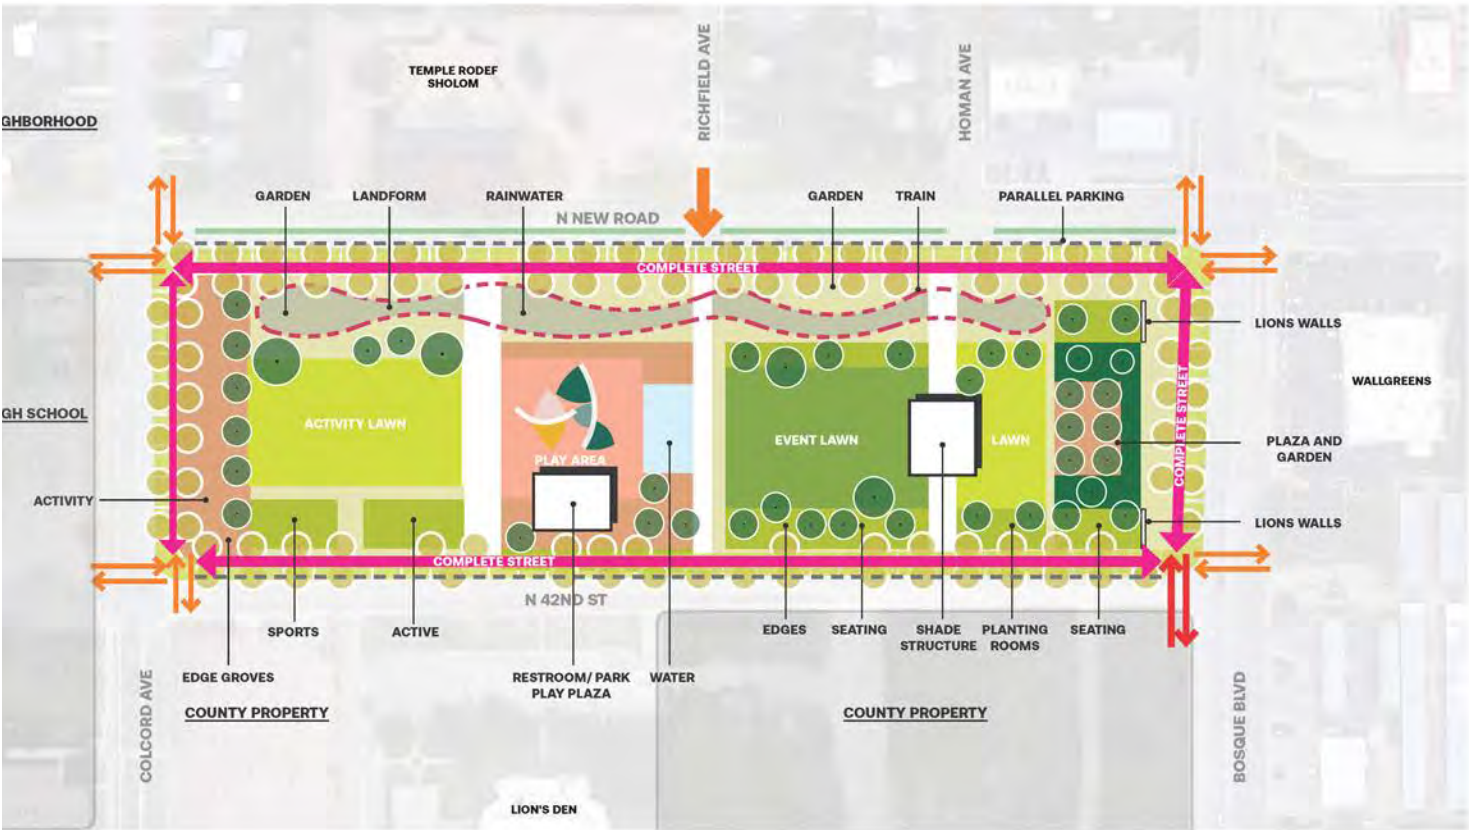 TEMPLE RODEF
SHOLOM
RICHFIELD AVE
HOMAN AVE
GHBORHOOD
GARDEN
LANDFORM
RAINWATER
GARDEN
TRAIN
PARALLEL PARKING
N NEW ROAD
COMPLETE STREET
LIONS WALLS
WALLGREENS
COMPLETE STREET
GH SCHOOL
ACTIVITY LAWN
EVENT LAWN
LAWN
PLAZA AND
GARDEN
PLAY AREA
ACTIVITY
LIONS WALLS
COMPLETE STREET
N 42ND ST
SPORTS
ACTIVE
EDGES
SEATING
SHADE
STRUCTURE
PLANTING
ROOMS
SEATING
EDGE GROVES
RESTROOM/ PARK
PLAY PLAZA
WATER
COUNTY PROPERTY
COUNTY PROPERTY
COLCORD AVE
BOSQUE BLVD
LION'S DEN